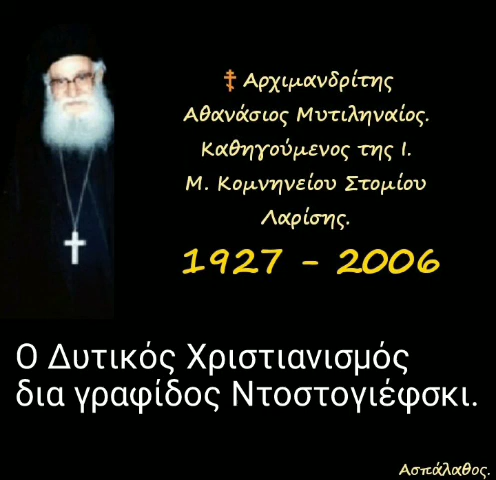 ‡ Αρχιμανδρίτης
Αθανάσιος Μυτιληναίος.
Καθηγούμενος της Ι.
Μ. Κομνηνείου Στομίου
Λαρίσης.
1927 - 2006
Ο Δυτικός Χριστιανισμός
δια γραφίδος Ντοστογιέφσκι.
Ασπάλαθος.